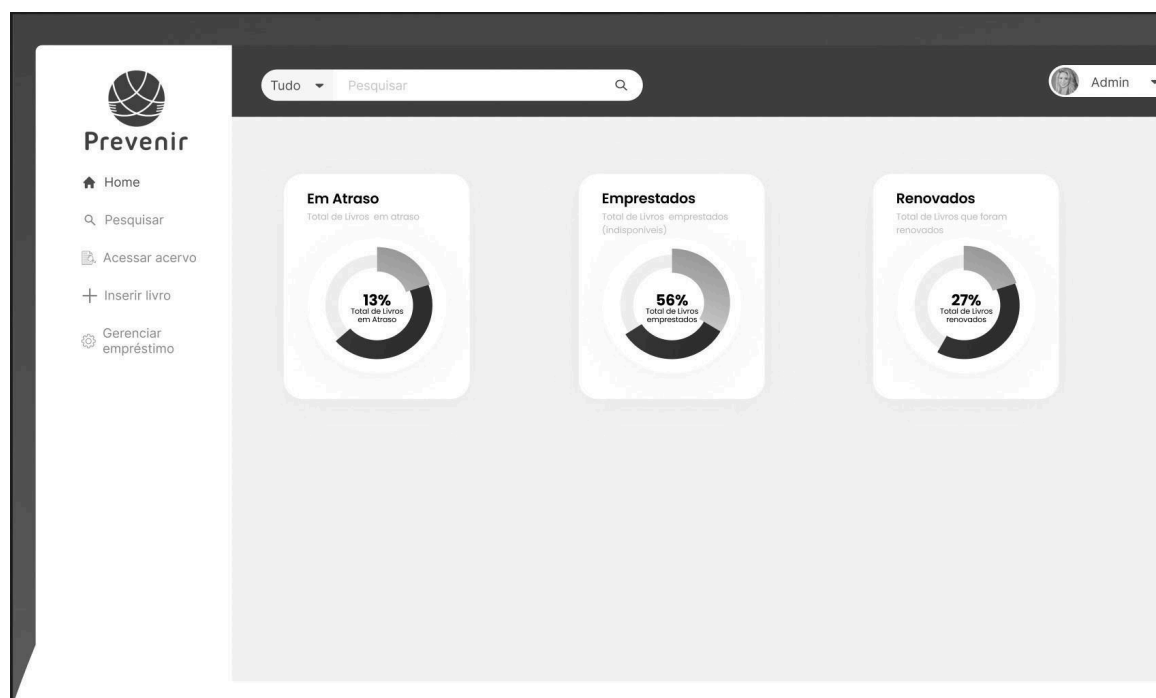 Prevenir
Home
Pesquisar
Acessar acervo
Inserir livro
Gerenciar
empréstimo
Tudo
Pesquisar
Admin
Em Atraso
Total de Livros em atraso
13%
Total de Livros
em Atraso
Emprestados
Total de Livros emprestados
(indisponíveis)
56%
Total de Livros
emprestados
Renovados
Total de Livros que foram
renovados
27%
Total de Livros
renovados